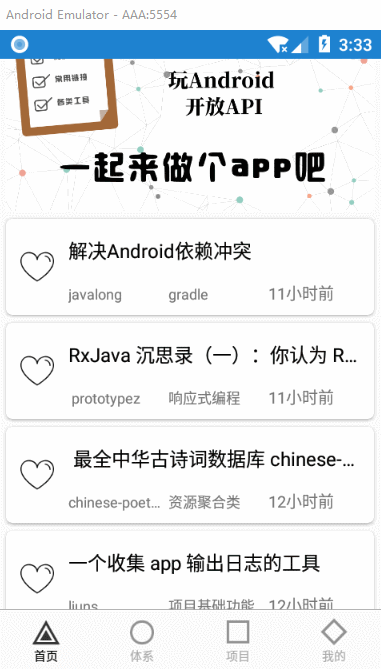 Android Emulator - AAA:5554
3:33
常用链接
玩Android
开放API
首页工具
一起来做个app吧
解决Android依赖冲突
javalong gradle 11小时前
RxJava 沉思录（一）：你认为 R...
prototypez 响应式编程 11小时前
最全中华古诗词数据库 chinese-...
chinese-poet... 资源聚合类 12小时前
一个收集 app 输出日志的工具
liuns 项目基础功能 12小时前
首页 体系 项目 我的